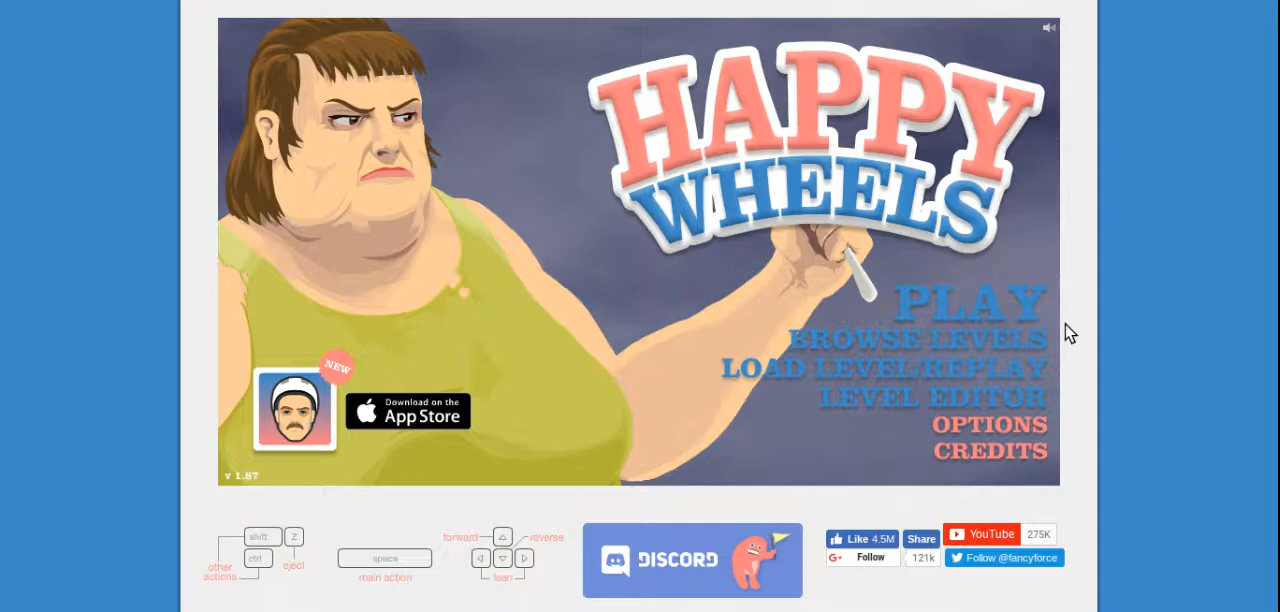 HAPPY
WHEELS
PLAY
BROWSE LEVELS
LOAD LEVEL/REPLAY
LEVEL EDITOR
OPTIONS
CREDITS
NEW
Download on the
App Store
v 1.87
shift Z
ctrl
other
actions
eject
space
main action
forward reverse
lean
DISCORD
Like 4.5M Share
G+ Follow 121k
YouTube 275K
Follow @fancyforce